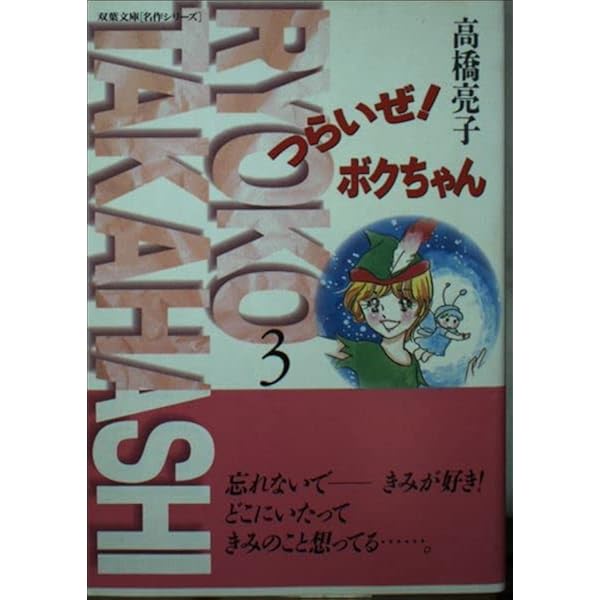 双葉文庫[名作シリーズ]
RYOKO
TAKAHASHI
高橋亮子
つらいぜ!
ボクちゃん
3
忘れないで―― きみが好き!
どこにいたって
きみのこと想ってる……。